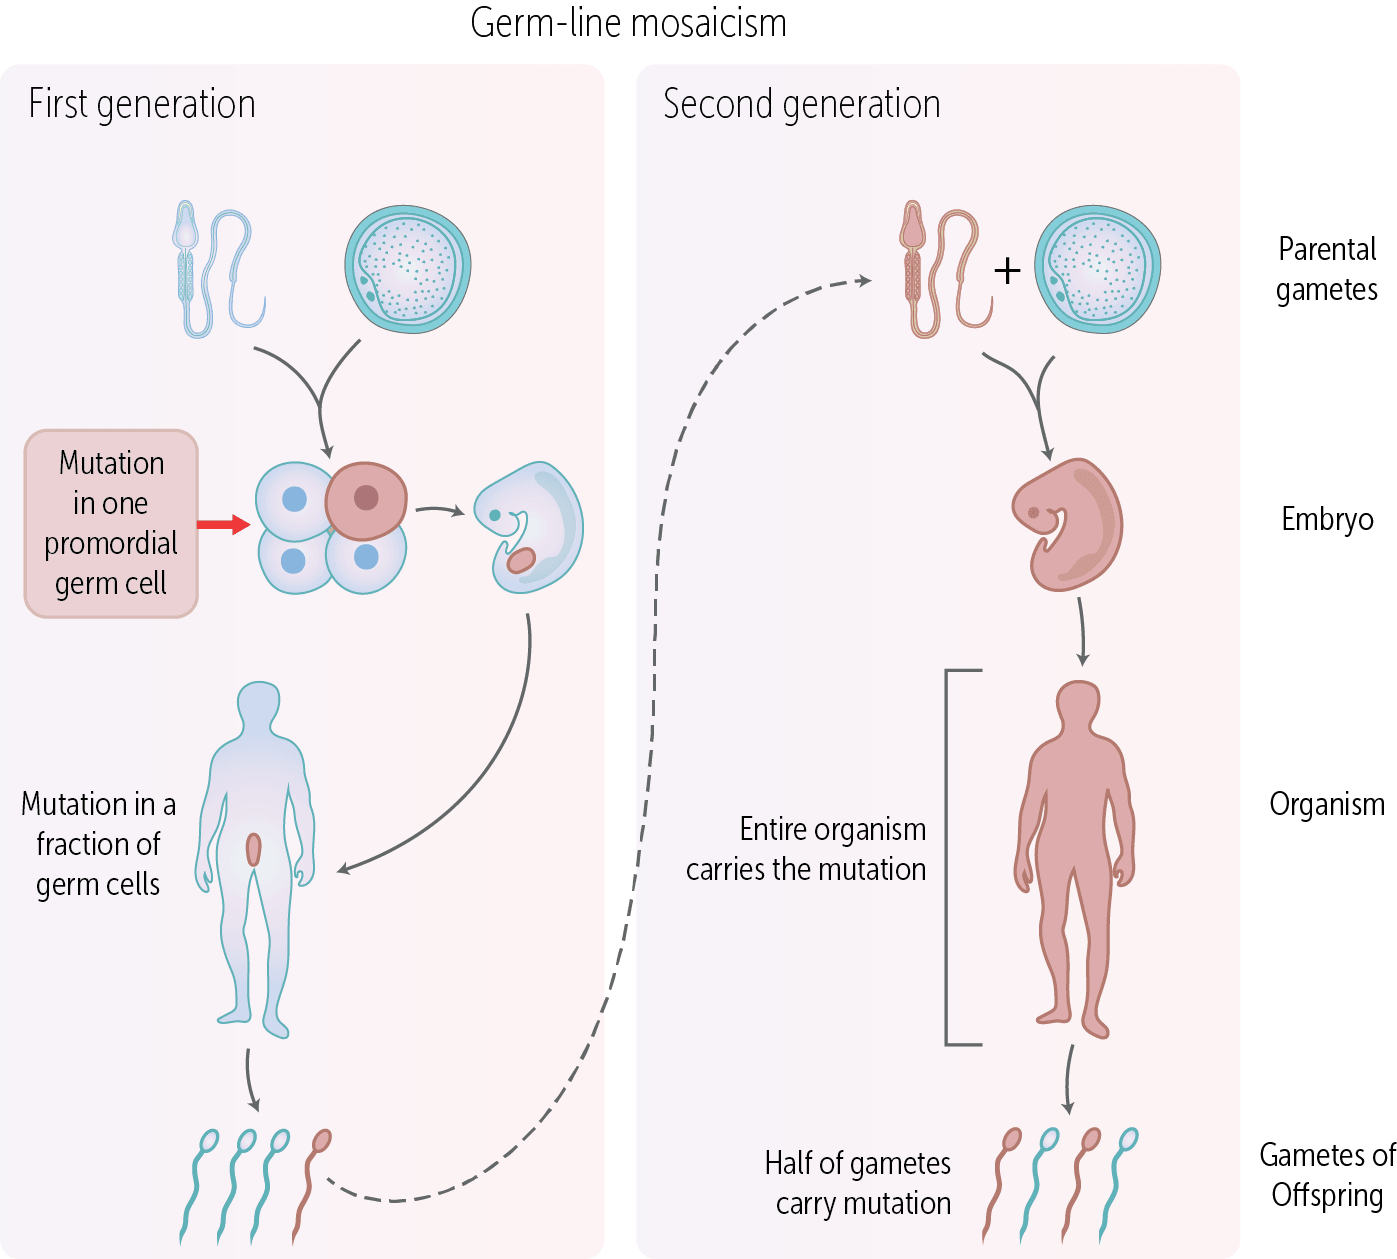 Germ-line mosaicism
First generation
Second generation
Parental
gametes
Mutation
in one
promordial
germ cell
+
Embryo
Mutation in a
fraction of
germ cells
Entire organism
carries the mutation
Organism
Half of gametes
carry mutation
Gametes of
Offspring